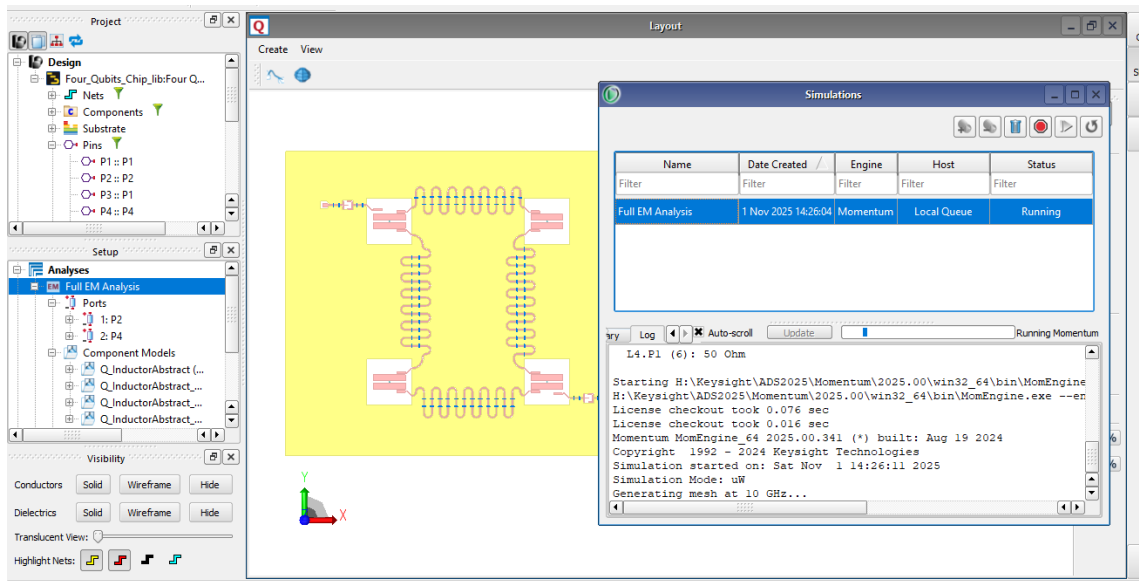 Project
Design
Four_Qubits_Chip_lib:Four Q...
Nets
Components
Substrate
Pins
P1 :: P1
P2 :: P2
P3 :: P1
P4 :: P4
Setup
Analyses
EM Full EM Analysis
Ports
1: P2
2: P4
Component Models
Q_InductorAbstract (...
Q_InductorAbstract_...
Q_InductorAbstract_...
Q_InductorAbstract_...
Visibility
Conductors Solid Wireframe Hide
Dielectrics Solid Wireframe Hide
Translucent View:
Highlight Nets:
Q Layout
Create View
Y
X
Simulations
Name Date Created Engine Host Status
Filter Filter Filter Filter Filter
Full EM Analysis 1 Nov 2025 14:26:04 Momentum Local Queue Running
ary Log Auto-scroll Update Running Momentum
L4.P1 (6): 50 Ohm
Starting H:\Keysight\ADS2025\Momentum\2025.00\win32_64\bin\MomEngine
H:\Keysight\ADS2025\Momentum\2025.00\win32_64\bin\MomEngine.exe --en
License checkout took 0.076 sec
License checkout took 0.016 sec
Momentum MomEngine_64 2025.00.341 (*) built: Aug 19 2024
Copyright 1992 - 2024 Keysight Technologies
Simulation started on: Sat Nov 1 14:26:11 2025
Simulation Mode: uW
Generating mesh at 10 GHz...